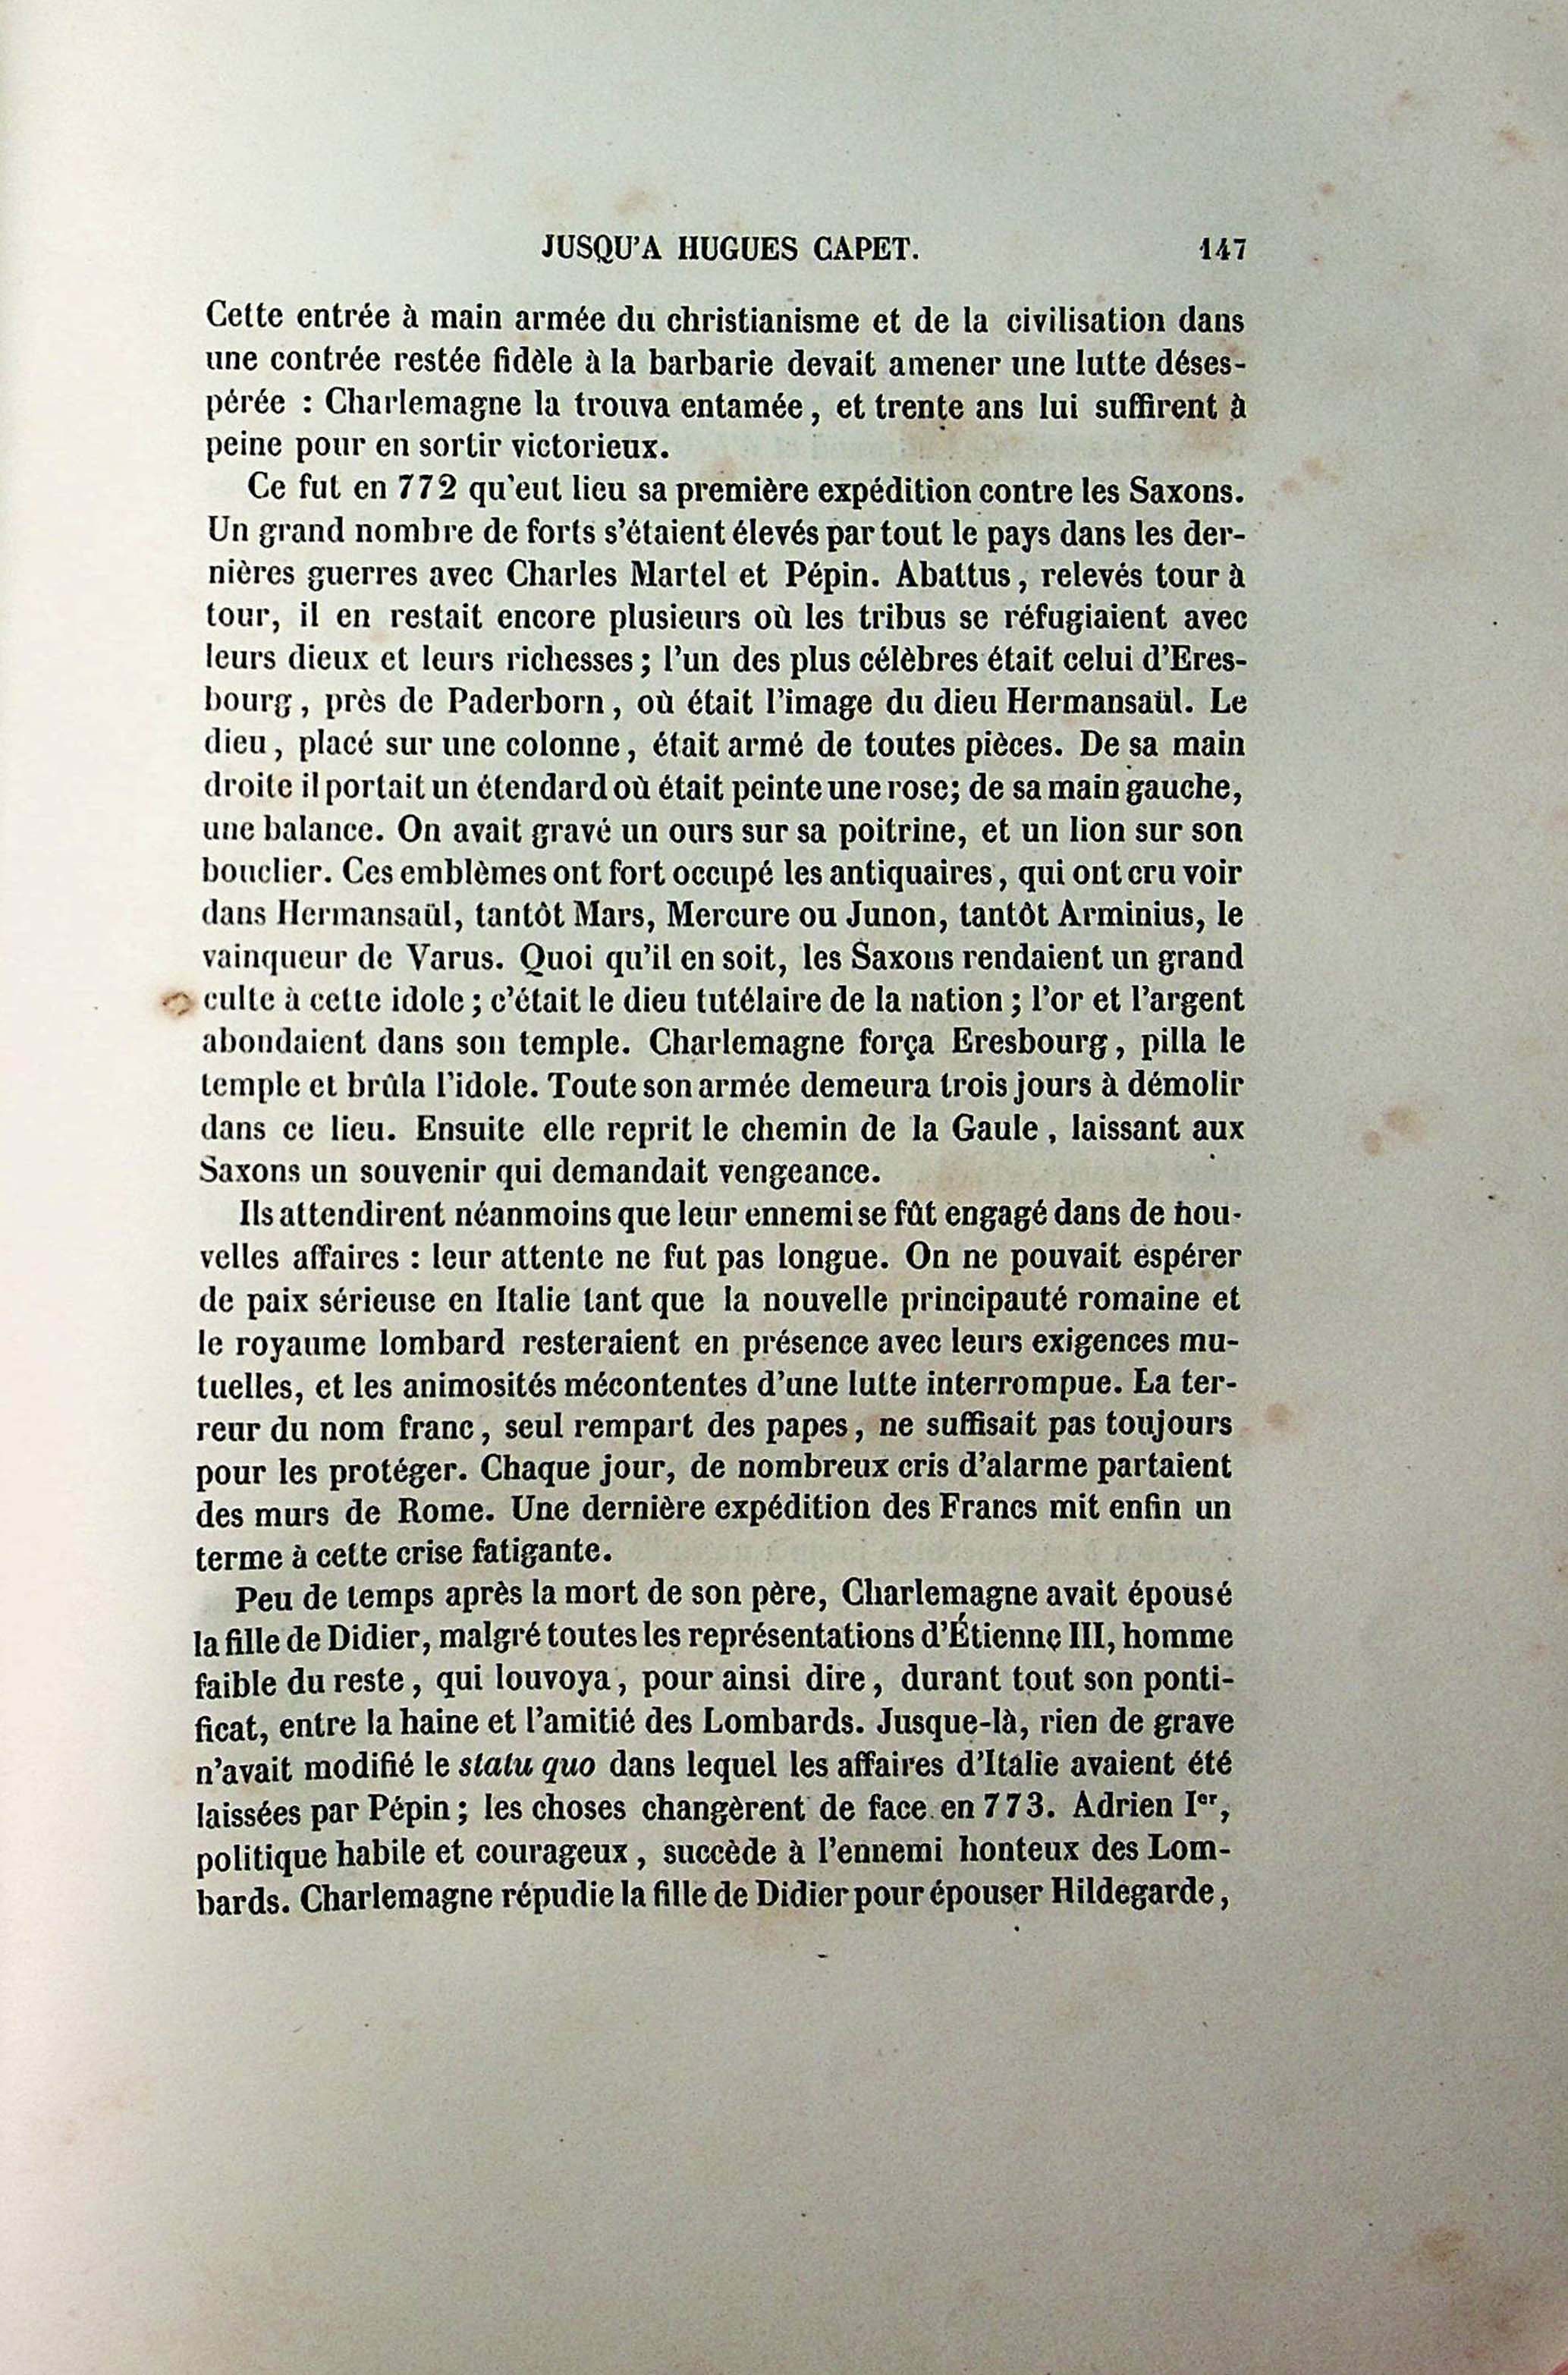 JUSQU'A HUGUES CAPET. 147
Cette entrée à main armée du christianisme et de la civilisation dans
une contrée restée fidèle à la barbarie devait amener une lutte déses-
pérée : Charlemagne la trouva entamée, et trente ans lui suffirent à
peine pour en sortir victorieux.
Ce fut en 772 qu'eut lieu sa première expédition contre les Saxons.
Un grand nombre de forts s'étaient élevés par tout le pays dans les der-
nières guerres avec Charles Martel et Pépin. Abattus, relevés tour à
tour, il en restait encore plusieurs où les tribus se réfugiaient avec
leurs dieux et leurs richesses ; l'un des plus célèbres était celui d'Eres-
bourg, près de Paderborn, où était l'image du dieu Hermansaül. Le
dieu, placé sur une colonne, était armé de toutes pièces. De sa main
droite il portait un étendard où était peinte une rose; de sa main gauche,
une balance. On avait gravé un ours sur sa poitrine, et un lion sur son
bouclier. Ces emblèmes ont fort occupé les antiquaires, qui ont cru voir
dans Hermansaül, tantôt Mars, Mercure ou Junon, tantôt Arminius, le
vainqueur de Varus. Quoi qu'il en soit, les Saxons rendaient un grand
culte à cette idole ; c'était le dieu tutélaire de la nation ; l'or et l'argent
abondaient dans son temple. Charlemagne força Eresbourg, pilla le
temple et brûla l'idole. Toute son armée demeura trois jours à démolir
dans ce lieu. Ensuite elle reprit le chemin de la Gaule, laissant aux
Saxons un souvenir qui demandait vengeance.
Ils attendirent néanmoins que leur ennemi se fût engagé dans de nou-
velles affaires : leur attente ne fut pas longue. On ne pouvait espérer
de paix sérieuse en Italie tant que la nouvelle principauté romaine et
le royaume lombard resteraient en présence avec leurs exigences mu-
tuelles, et les animosités mécontentes d'une lutte interrompue. La ter-
reur du nom franc, seul rempart des papes, ne suffisait pas toujours
pour les protéger. Chaque jour, de nombreux cris d'alarme partaient
des murs de Rome. Une dernière expédition des Francs mit enfin un
terme à cette crise fatigante.
Peu de temps après la mort de son père, Charlemagne avait épousé
la fille de Didier, malgré toutes les représentations d'Étienne III, homme
faible du reste, qui louvoya, pour ainsi dire, durant tout son ponti-
ficat, entre la haine et l'amitié des Lombards. Jusque-là, rien de grave
n'avait modifié le statu quo dans lequel les affaires d'Italie avaient été
laissées par Pépin ; les choses changèrent de face en 773. Adrien Ier,
politique habile et courageux, succède à l'ennemi honteux des Lom-
bards. Charlemagne répudie la fille de Didier pour épouser Hildegarde,